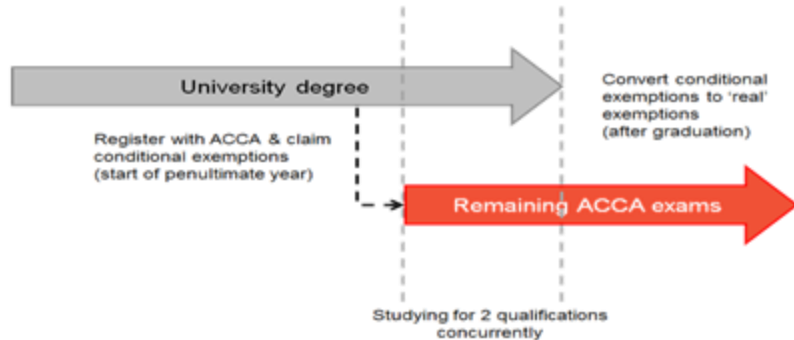 University degree
Convert conditional
exemptions to 'real'
exemptions
(after graduation)
Register with ACCA & claim
conditional exemptions
(start of penultimate year)
Remaining ACCA exams
Studying for 2 qualifications
concurrently